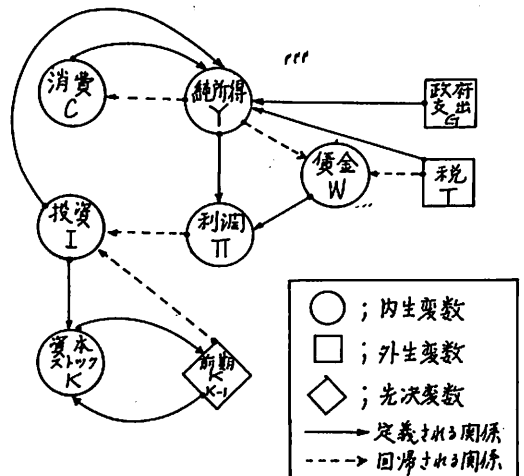 消費
C
純所得
Y
政府
支出
G
賃金
W
税
T
投資
I
利潤
π
資本
ストック
K
前期
K
K-1
; 内生変数
; 外生変数
; 先決変数
定義される関係
回帰される関係